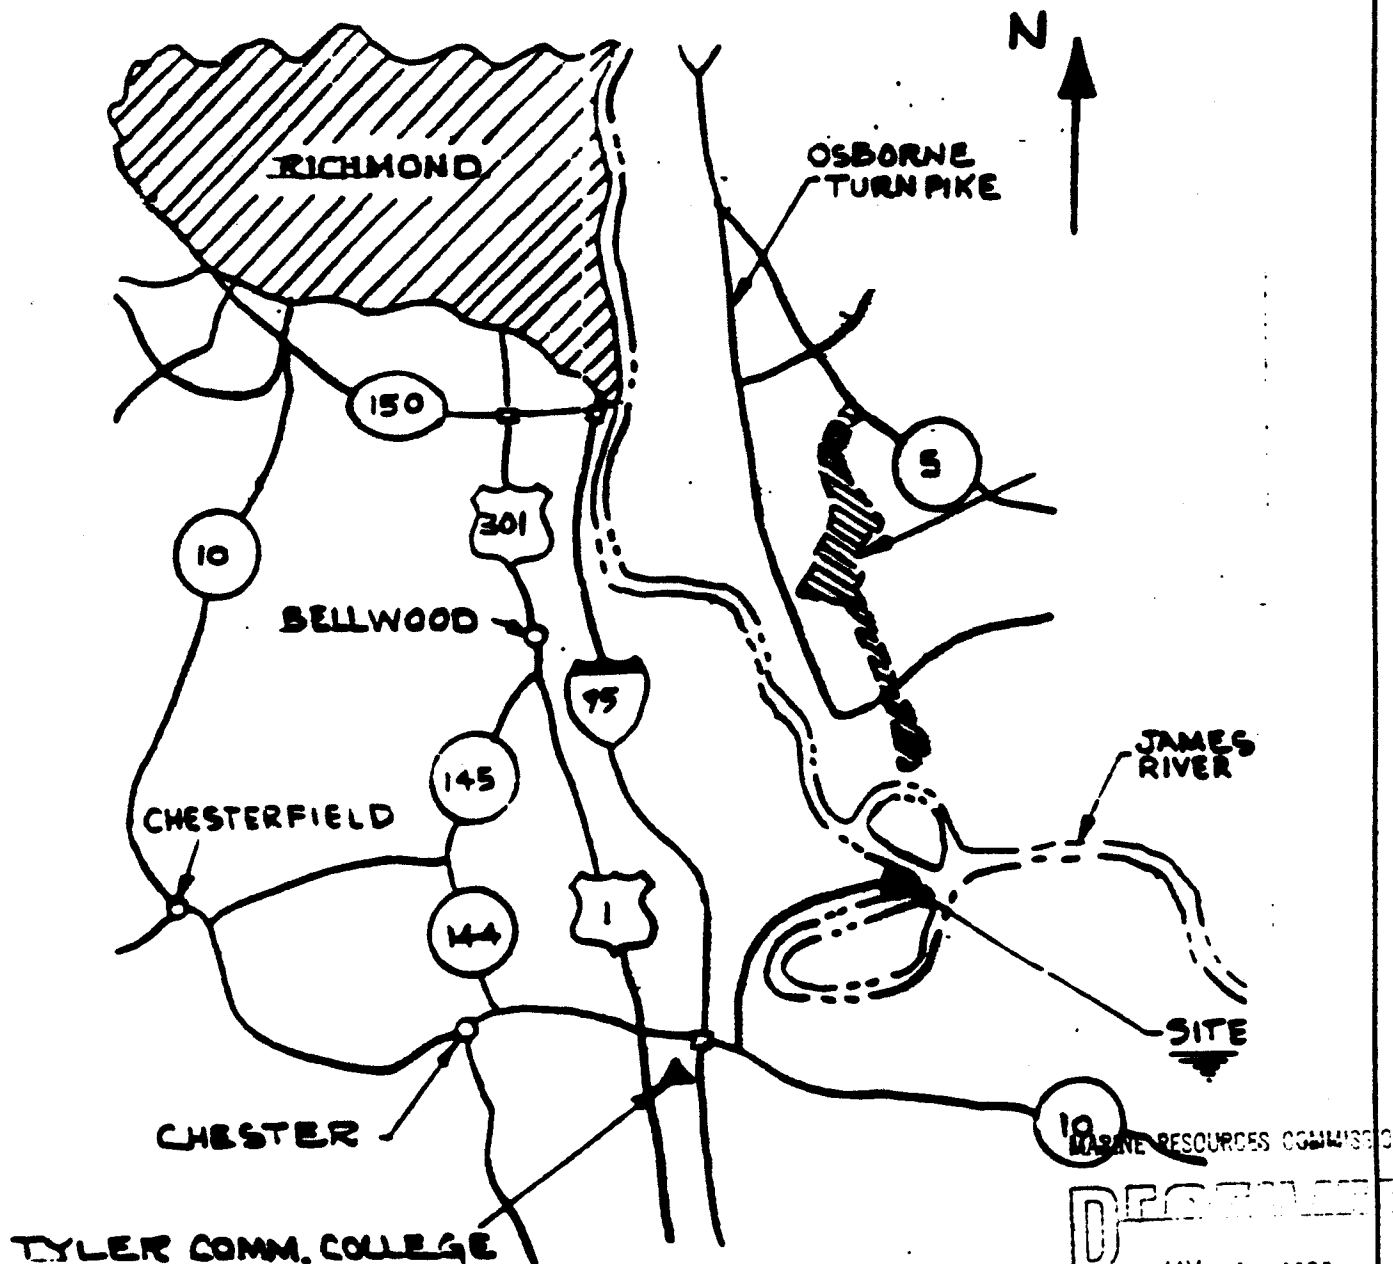 N
OSBORNE
TURNPIKE
RICHMOND
150
5
301
10
BELLWOOD
95
JAMES
RIVER
145
CHESTERFIELD
1
144
SITE
10
CHESTER
MARINE RESOURCES
TYLER COMM. COLLEGE